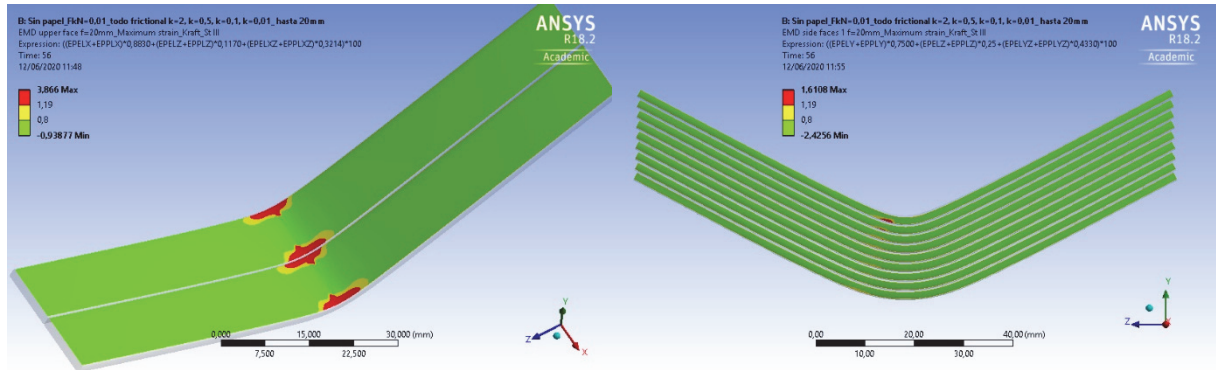 B: Sin papel_FkN=0,01_todo frictional k=2, k=0,5, k=0,1, k=0,01_ hasta 20mm
EMD upper face f=20mm_Maximum strain_Kraft_St III
Expression: ((EPELX+EPPLX)*0,8830+(EPELZ+EPPLZ)*0,1170+(EPELXZ+EPPLXZ)*0,3214)*100
Time: 56
12/06/2020 11:48
3,866 Max
1,19
0,8
-0,93877 Min
ANSYS
R18.2
Academic
0,000
15,000
30,000 (mm)
7,500
22,500
Y
Z
X
B: Sin papel_FkN=0,01_todo frictional k=2, k=0,5, k=0,1, k=0,01_ hasta 20mm
EMD side faces 1 f=20mm_Maximum strain_Kraft_St III
Expression: ((EPELY+EPPLY)*0,7500+(EPELZ+EPPLZ)*0,25+(EPELYZ+EPPLYZ)*0,4330)*100
Time: 56
12/06/2020 11:55
1,6108 Max
1,19
0,8
-2,4256 Min
ANSYS
R18.2
Academic
0,00
20,00
40,00 (mm)
10,00
30,00
Y
Z
X